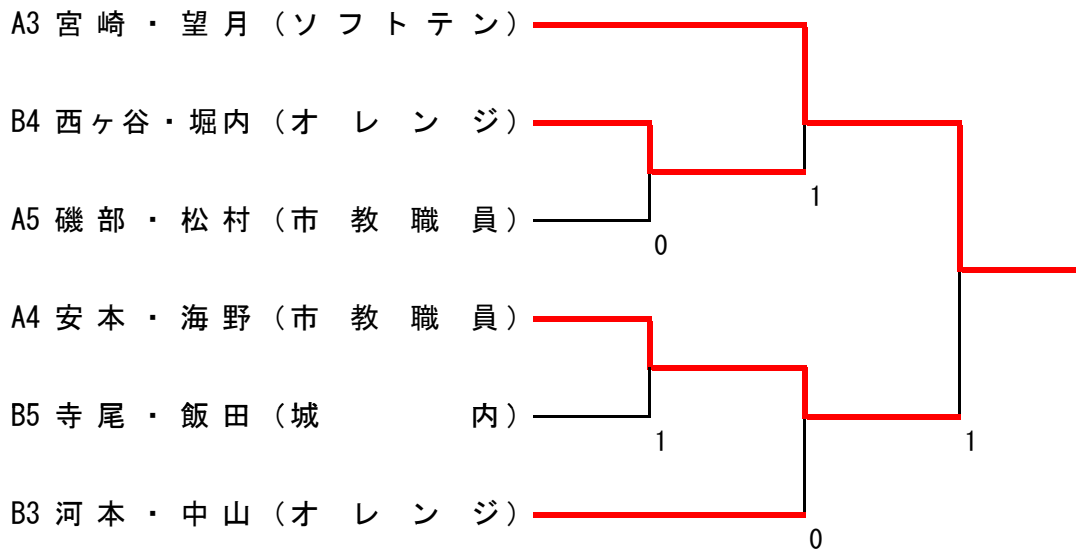 A3 宮崎・望月(ソフトテン)
B4 西ヶ谷・堀内(オレンジ)
1
A5 磯部・松村(市教職員)
0
A4 安本・海野(市教職員)
B5 寺尾・飯田(城内)
1
1
B3 河本・中山(オレンジ)
0